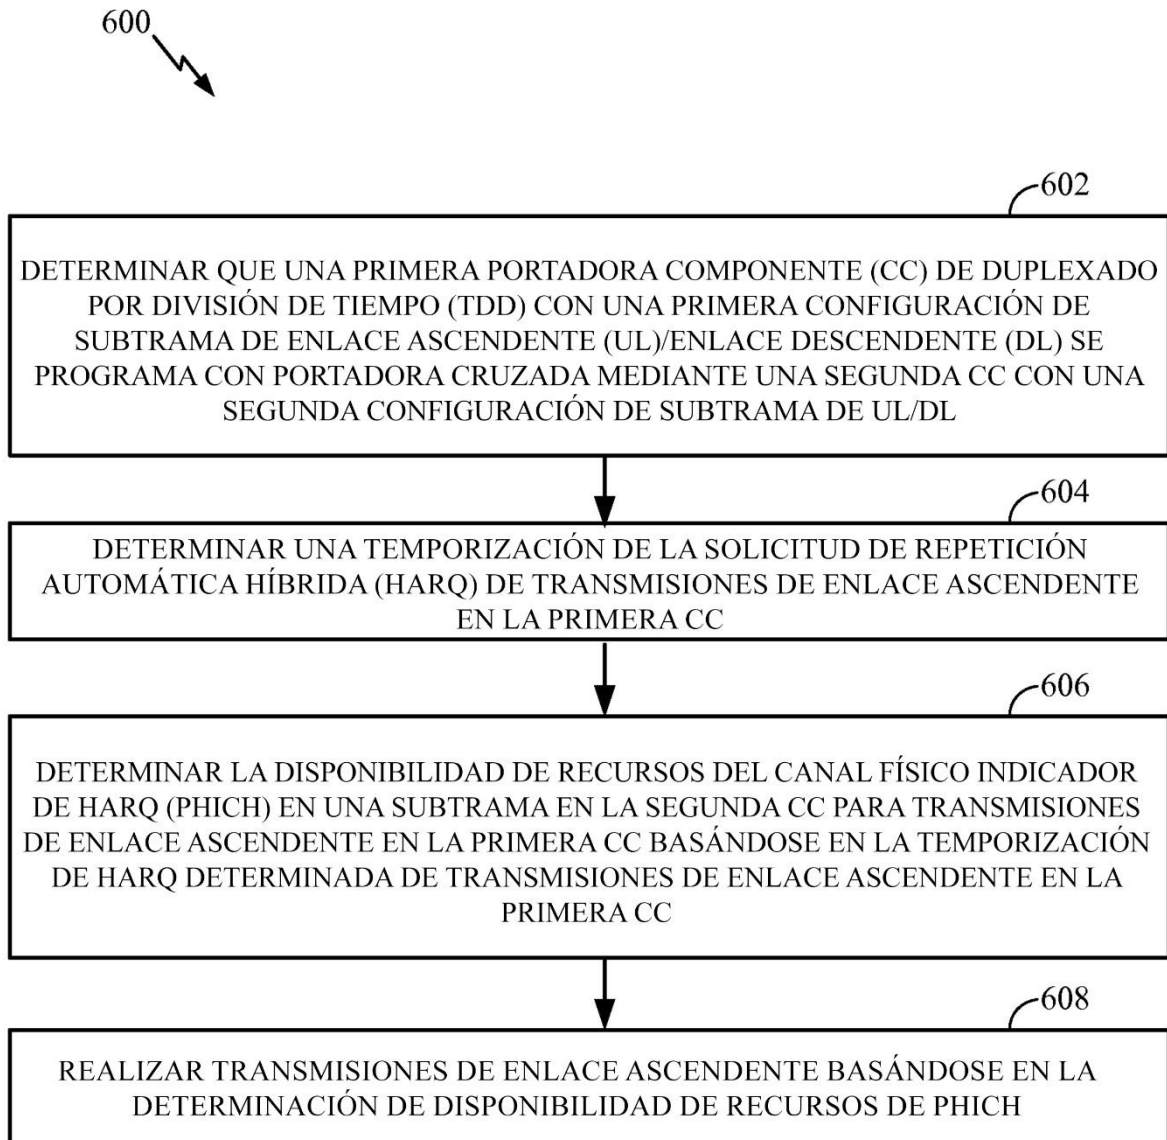 600
602
DETERMINAR QUE UNA PRIMERA PORTADORA COMPONENTE (CC) DE DUPLEXADO
POR DIVISIÓN DE TIEMPO (TDD) CON UNA PRIMERA CONFIGURACIÓN DE
SUBTRAMA DE ENLACE ASCENDENTE (UL)/ENLACE DESCENDENTE (DL) SE
PROGRAMA CON PORTADORA CRUZADA MEDIANTE UNA SEGUNDA CC CON UNA
SEGUNDA CONFIGURACIÓN DE SUBTRAMA DE UL/DL
604
DETERMINAR UNA TEMPORIZACIÓN DE LA SOLICITUD DE REPETICIÓN
AUTOMÁTICA HÍBRIDA (HARQ) DE TRANSMISIONES DE ENLACE ASCENDENTE
EN LA PRIMERA CC
606
DETERMINAR LA DISPONIBILIDAD DE RECURSOS DEL CANAL FÍSICO INDICADOR
DE HARQ (PHICH) EN UNA SUBTRAMA EN LA SEGUNDA CC PARA TRANSMISIONES
DE ENLACE ASCENDENTE EN LA PRIMERA CC BASÁNDOSE EN LA TEMPORIZACIÓN
DE HARQ DETERMINADA DE TRANSMISIONES DE ENLACE ASCENDENTE EN LA
PRIMERA CC
608
REALIZAR TRANSMISIONES DE ENLACE ASCENDENTE BASÁNDOSE EN LA
DETERMINACIÓN DE DISPONIBILIDAD DE RECURSOS DE PHICH